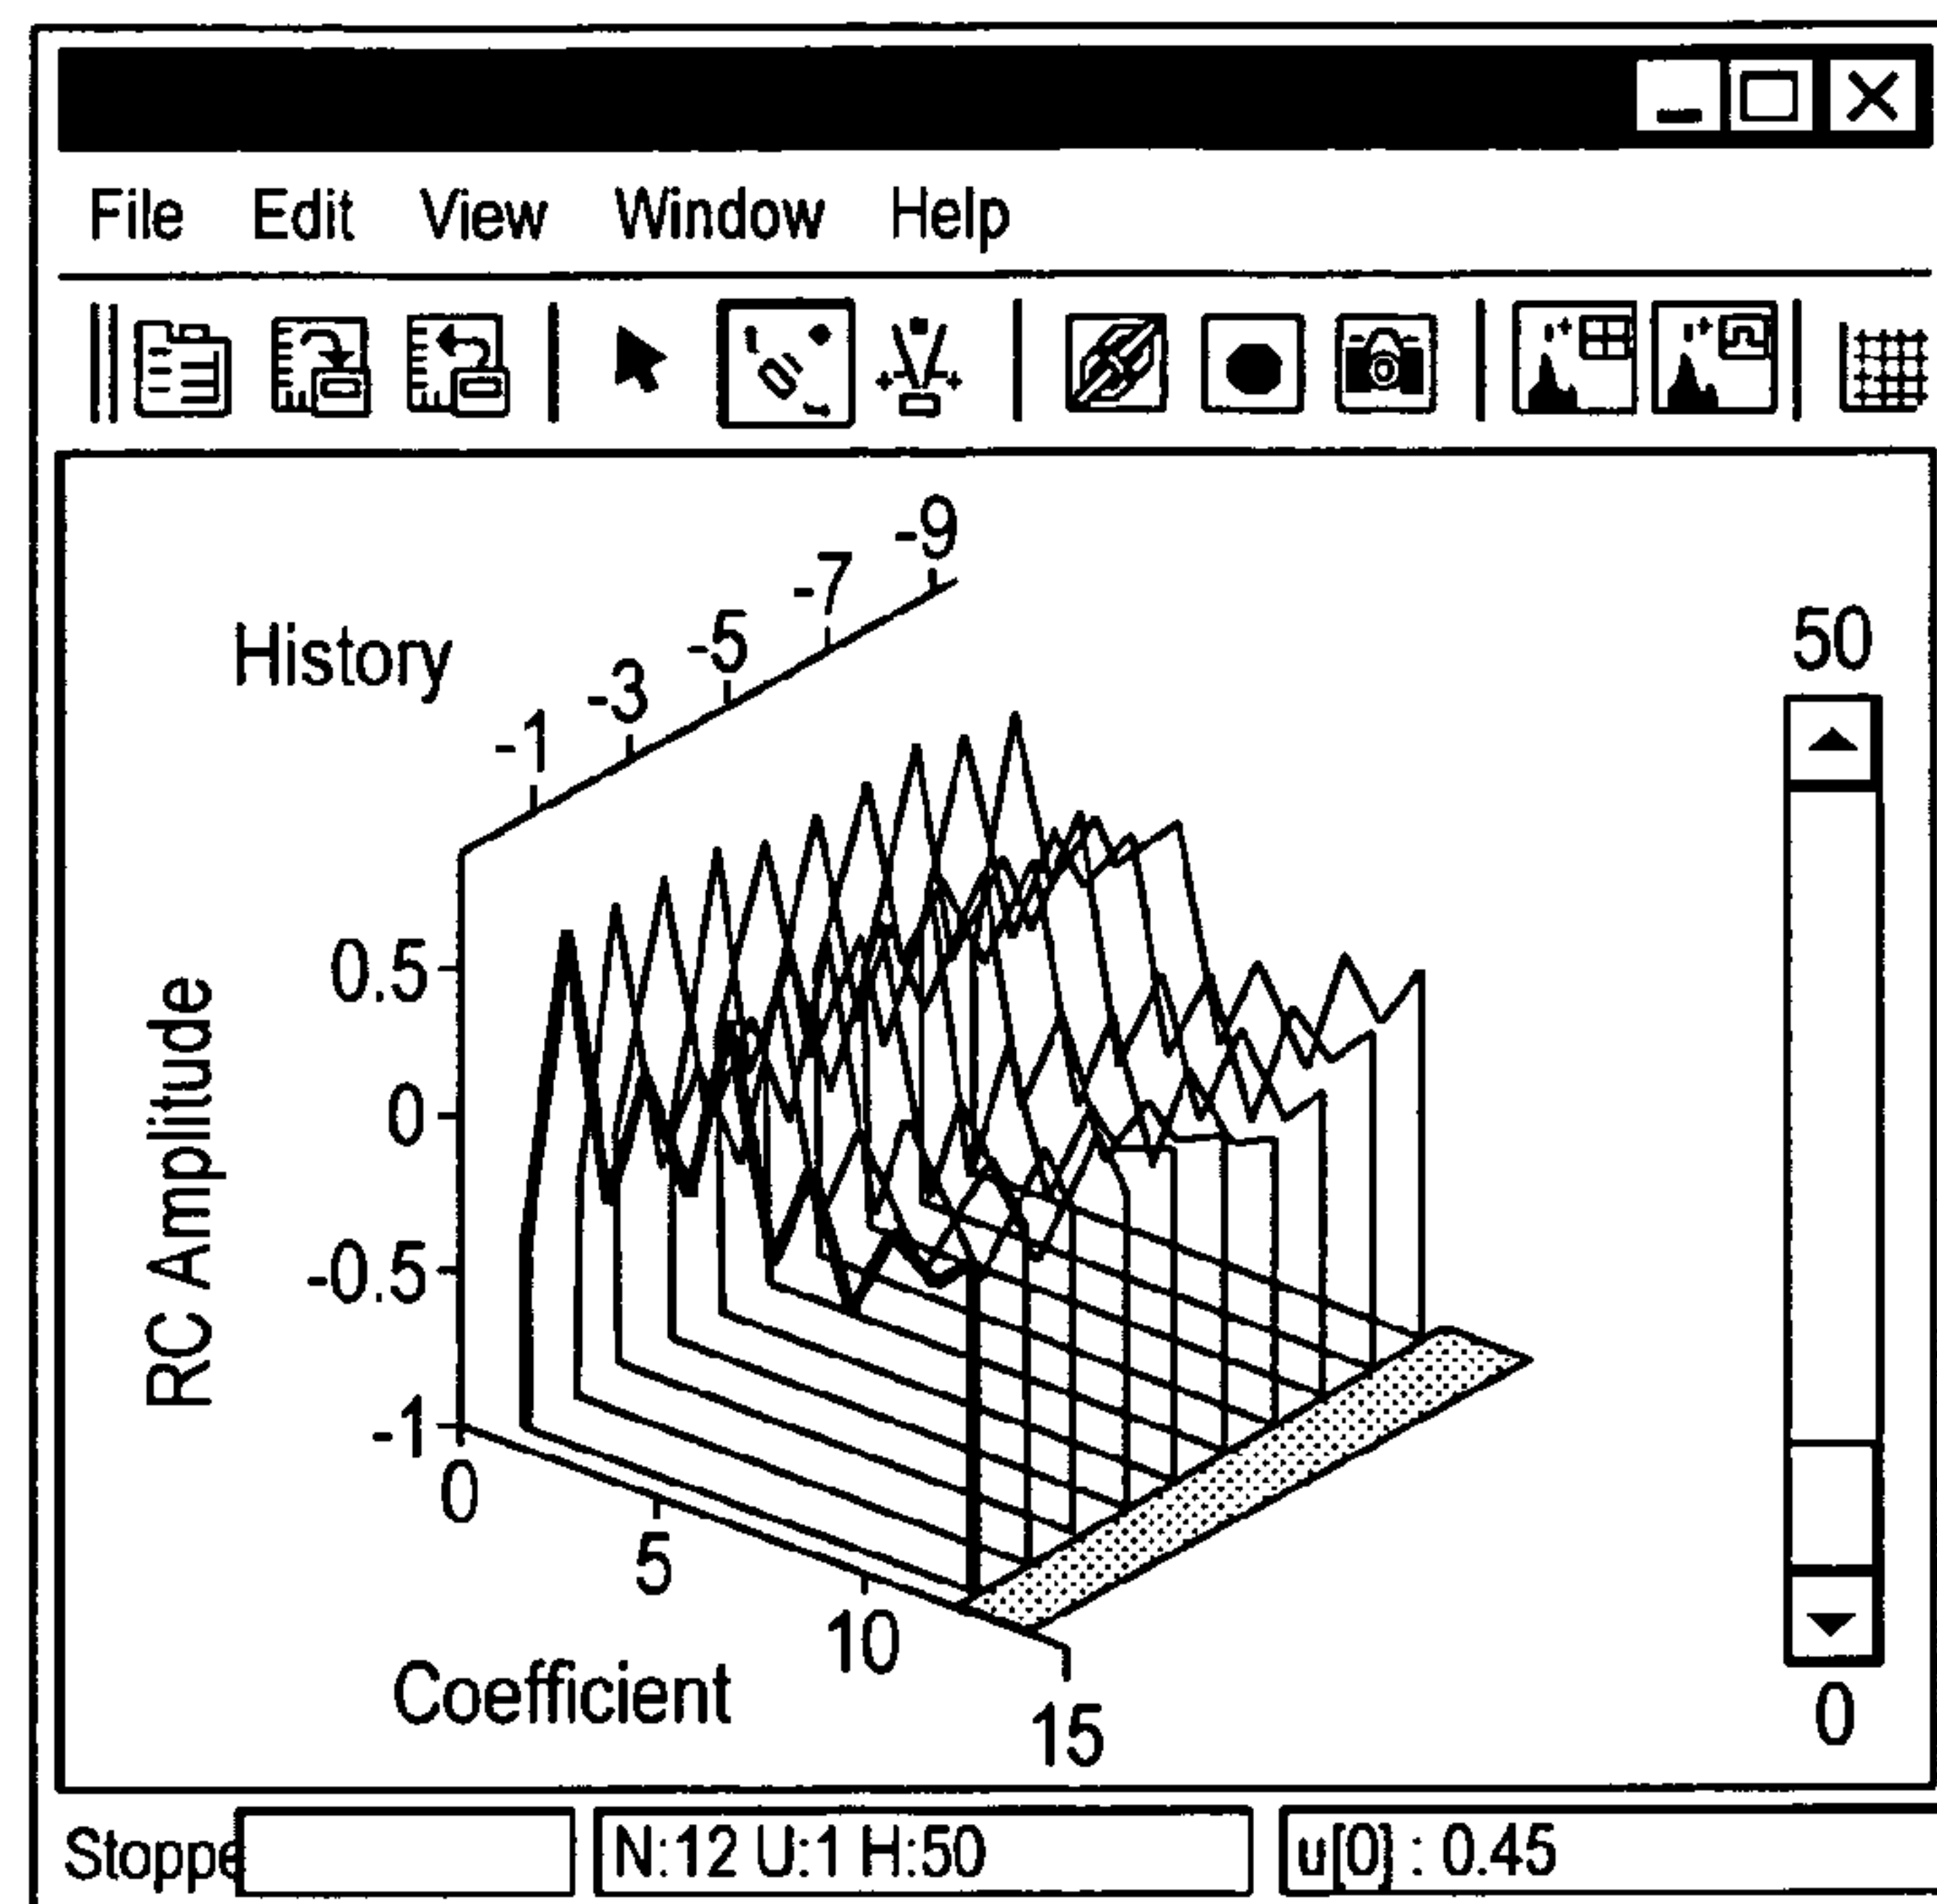 File Edit View Window Help
-9
-7
-5
-3
-1
History
50
0.5
0
-0.5
-1
RC Amplitude
0
5
10
15
Coefficient
0
Stoppe
N:12 U:1 H:50
u[0] : 0.45